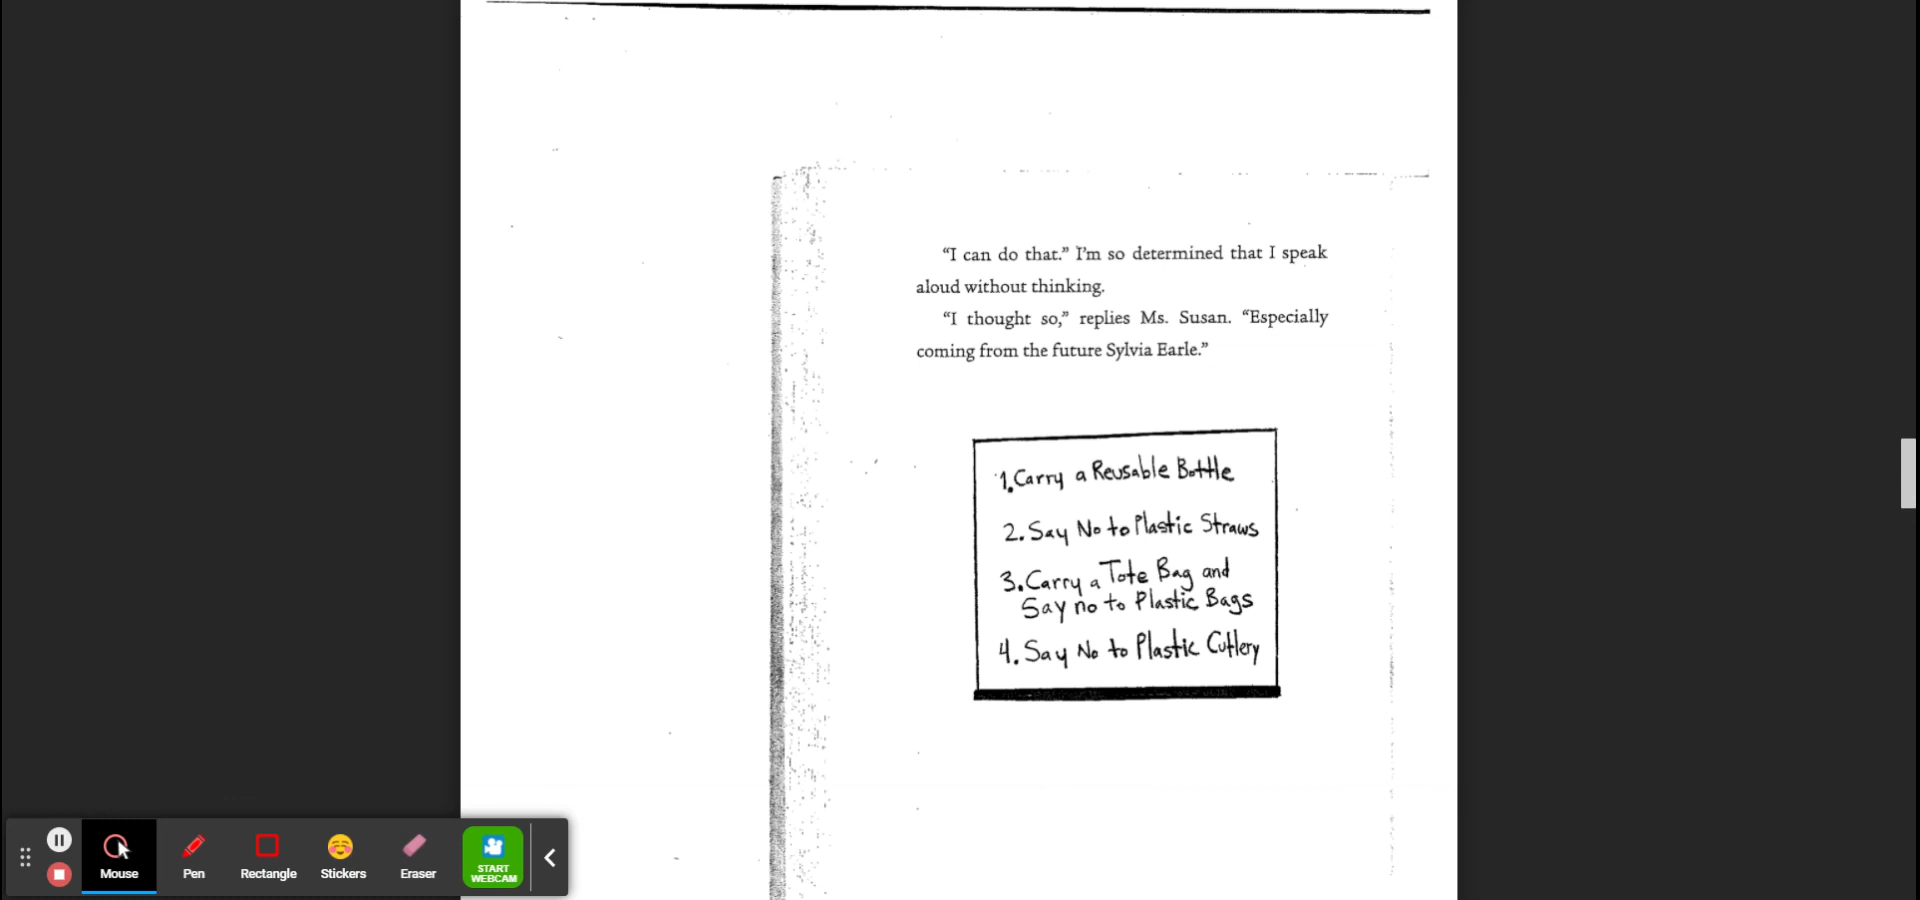 “I can do that.” I’m so determined that I speak
aloud without thinking.
“I thought so,” replies Ms. Susan. “Especially
coming from the future Sylvia Earle.”
1. Carry a Reusable Bottle
2. Say No to Plastic Straws
3. Carry a Tote Bag and
Say no to Plastic Bags
4. Say No to Plastic Cutlery
Mouse
Pen
Rectangle
Stickers
Eraser
START
WEBCAM